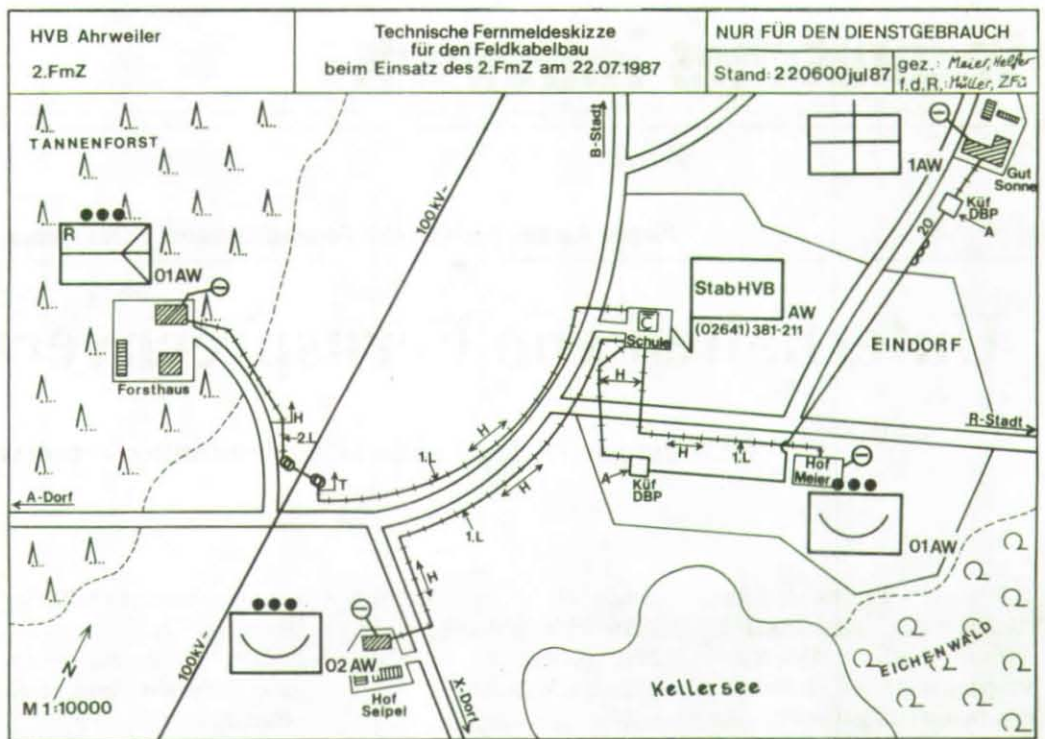 HVB Ahrweiler
2.FmZ
Technische Fernmeldeskizze
für den Feldkabelbau
beim Einsatz des 2.FmZ am 22.07.1987
NUR FÜR DEN DIENSTGEBRAUCH
Stand: 220600jul87
gez.: Maier, Helfer
f.d.R.: Müller, ZFü
TANNENFORST
R
01AW
Forsthaus
100kV~
B-Stadt
1AW
Gut
Sonne
Küf
DBP
A
20
Stab HVB
AW
(02641) 381-211
Schule
EINDORF
H
H
2.L
T
1.L
H
H
1.L
A
Küf
DBP
H
1.L
Hof
Meier
R-Stadt
01AW
A-Dorf
H
02AW
Hof
Seipel
X-Dorf
100kV~
Kellersee
EICHENWALD
N
M 1:10000